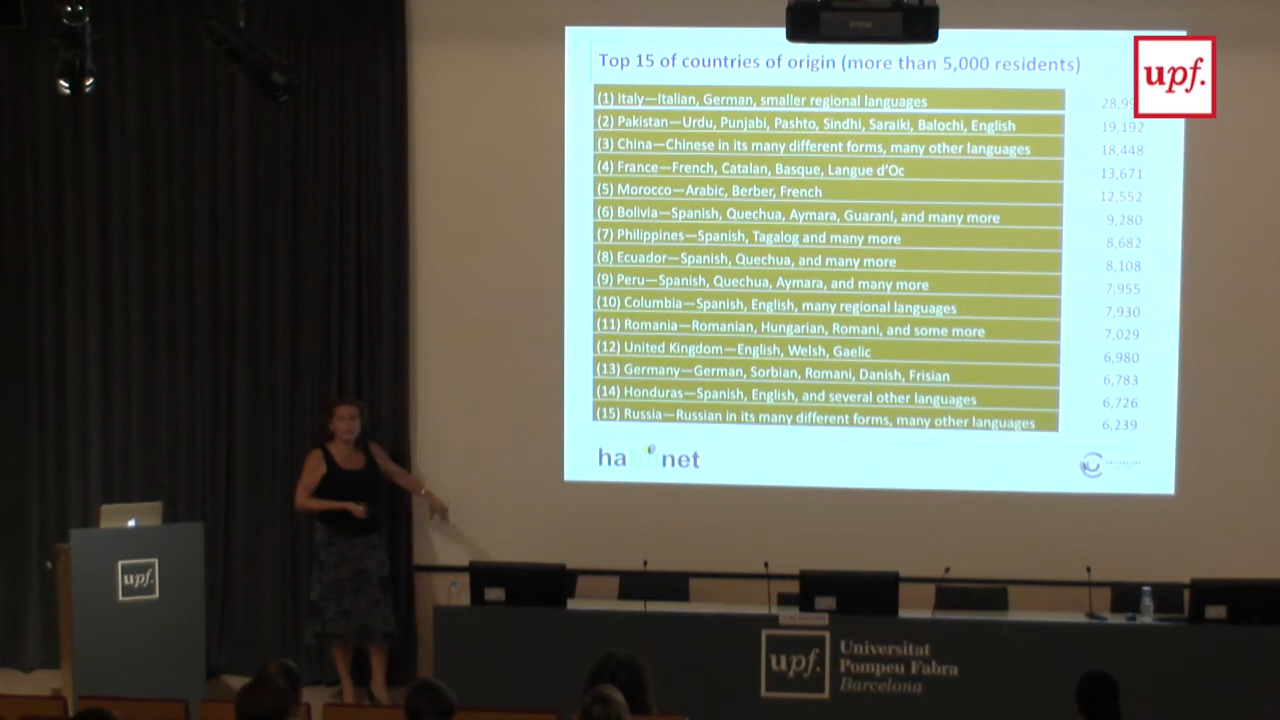 Top 15 of countries of origin (more than 5,000 residents)
(1) Italy—Italian, German, smaller regional languages
(2) Pakistan—Urdu, Punjabi, Pashto, Sindhi, Saraiki, Balochi, English 19,192
(3) China—Chinese in its many different forms, many other languages 18,448
(4) France—French, Catalan, Basque, Langue d'Oc 13,671
(5) Morocco—Arabic, Berber, French 12,552
(6) Bolivia—Spanish, Quechua, Aymara, Guaraní, and many more 9,280
(7) Philippines—Spanish, Tagalog and many more 8,682
(8) Ecuador—Spanish, Quechua, and many more 8,108
(9) Peru—Spanish, Quechua, Aymara, and many more 7,955
(10) Columbia—Spanish, English, many regional languages 7,930
(11) Romania—Romanian, Hungarian, Romani, and some more 7,029
(12) United Kingdom—English, Welsh, Gaelic 6,980
(13) Germany—German, Sorbian, Romani, Danish, Frisian 6,783
(14) Honduras—Spanish, English, and several other languages 6,726
(15) Russia—Russian in its many different forms, many other languages 6,239
upf.
EPSON
upf.
upf.
Universitat
Pompeu Fabra
Barcelona